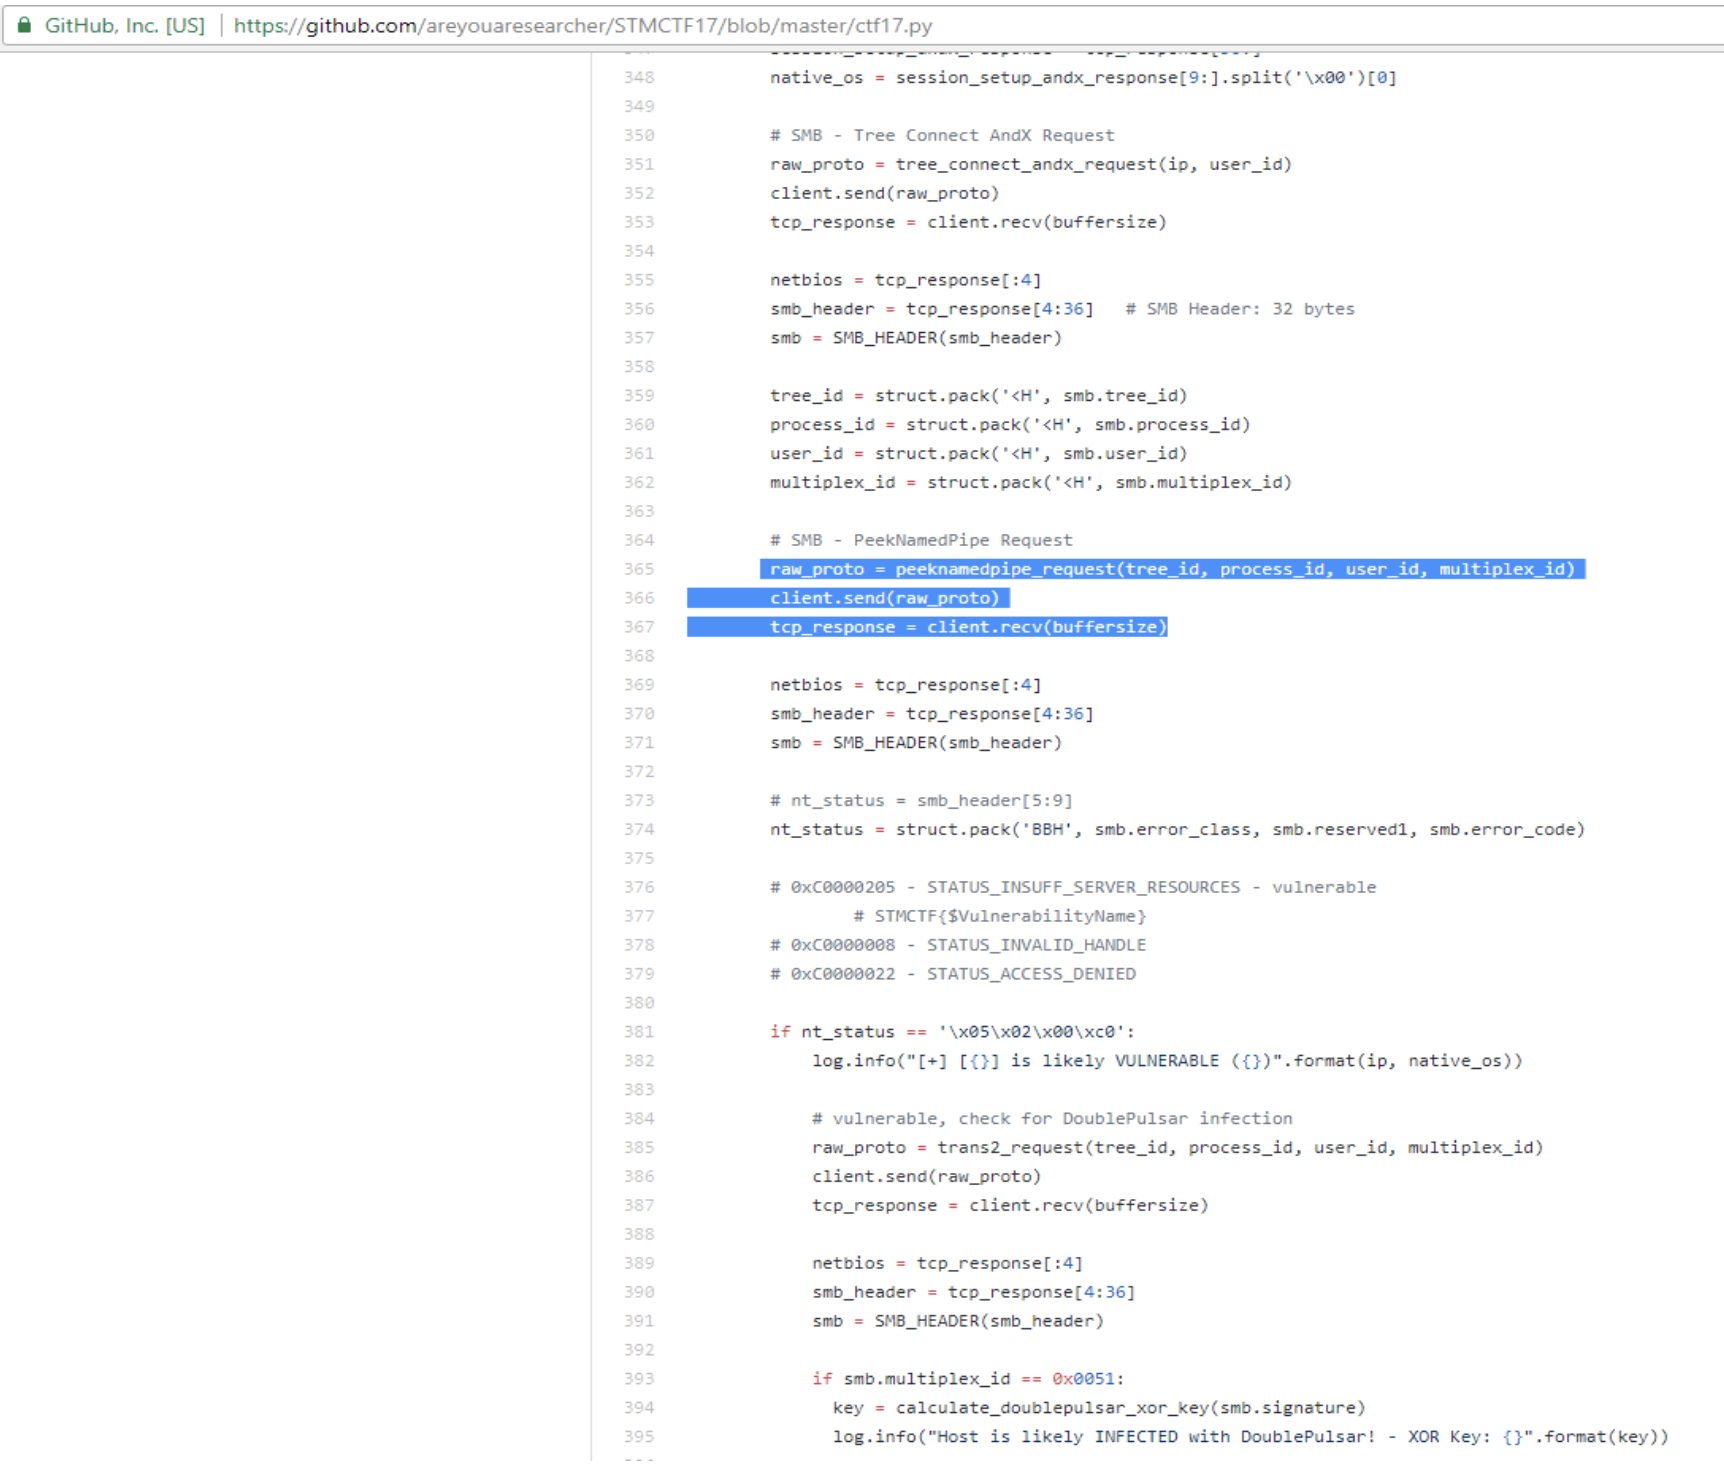 GitHub, Inc. [US] https://github.com/areyouaresearcher/STMCTF17/blob/master/ctf17.py
348 native_os = session_setup_andx_response[9:].split('\x00')[0]
349
350 # SMB - Tree Connect AndX Request
351 raw_proto = tree_connect_andx_request(ip, user_id)
352 client.send(raw_proto)
353 tcp_response = client.recv(buffersize)
354
355 netbios = tcp_response[:4]
356 smb_header = tcp_response[4:36]   # SMB Header: 32 bytes
357 smb = SMB_HEADER(smb_header)
358
359 tree_id = struct.pack('<H', smb.tree_id)
360 process_id = struct.pack('<H', smb.process_id)
361 user_id = struct.pack('<H', smb.user_id)
362 multiplex_id = struct.pack('<H', smb.multiplex_id)
363
364 # SMB - PeekNamedPipe Request
365 raw_proto = peeknamedpipe_request(tree_id, process_id, user_id, multiplex_id)
366 client.send(raw_proto)
367 tcp_response = client.recv(buffersize)
368
369 netbios = tcp_response[:4]
370 smb_header = tcp_response[4:36]
371 smb = SMB_HEADER(smb_header)
372
373 # nt_status = smb_header[5:9]
374 nt_status = struct.pack('BBH', smb.error_class, smb.reserved1, smb.error_code)
375
376 # 0xC0000205 - STATUS_INSUFF_SERVER_RESOURCES - vulnerable
377 # STMCTF{$VulnerabilityName}
378 # 0xC0000008 - STATUS_INVALID_HANDLE
379 # 0xC0000022 - STATUS_ACCESS_DENIED
380
381 if nt_status == '\x05\x02\x00\xc0':
382 log.info("[+] [{}] is likely VULNERABLE ({})".format(ip, native_os))
383
384 # vulnerable, check for DoublePulsar infection
385 raw_proto = trans2_request(tree_id, process_id, user_id, multiplex_id)
386 client.send(raw_proto)
387 tcp_response = client.recv(buffersize)
388
389 netbios = tcp_response[:4]
390 smb_header = tcp_response[4:36]
391 smb = SMB_HEADER(smb_header)
392
393 if smb.multiplex_id == 0x0051:
394 key = calculate_doublepulsar_xor_key(smb.signature)
395 log.info("Host is likely INFECTED with DoublePulsar! - XOR Key: {}".format(key))